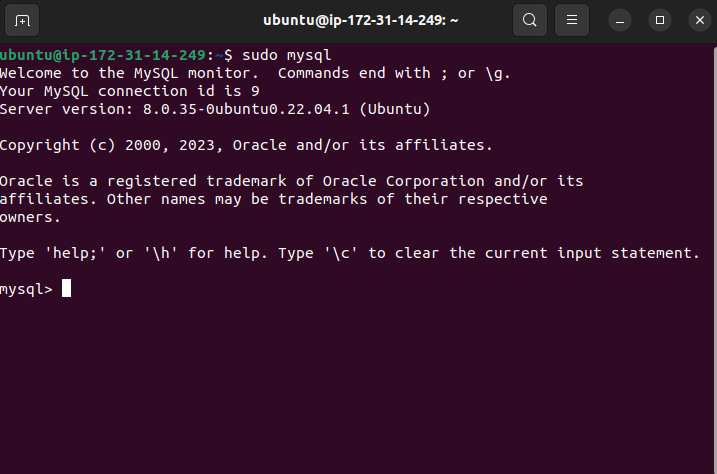 ubuntu@ip-172-31-14-249: ~
ubuntu@ip-172-31-14-249:~$ sudo mysql
Welcome to the MySQL monitor.  Commands end with ; or \g.
Your MySQL connection id is 9
Server version: 8.0.35-0ubuntu0.22.04.1 (Ubuntu)
Copyright (c) 2000, 2023, Oracle and/or its affiliates.
Oracle is a registered trademark of Oracle Corporation and/or its
affiliates. Other names may be trademarks of their respective
owners.
Type 'help;' or '\h' for help. Type '\c' to clear the current input statement.
mysql>